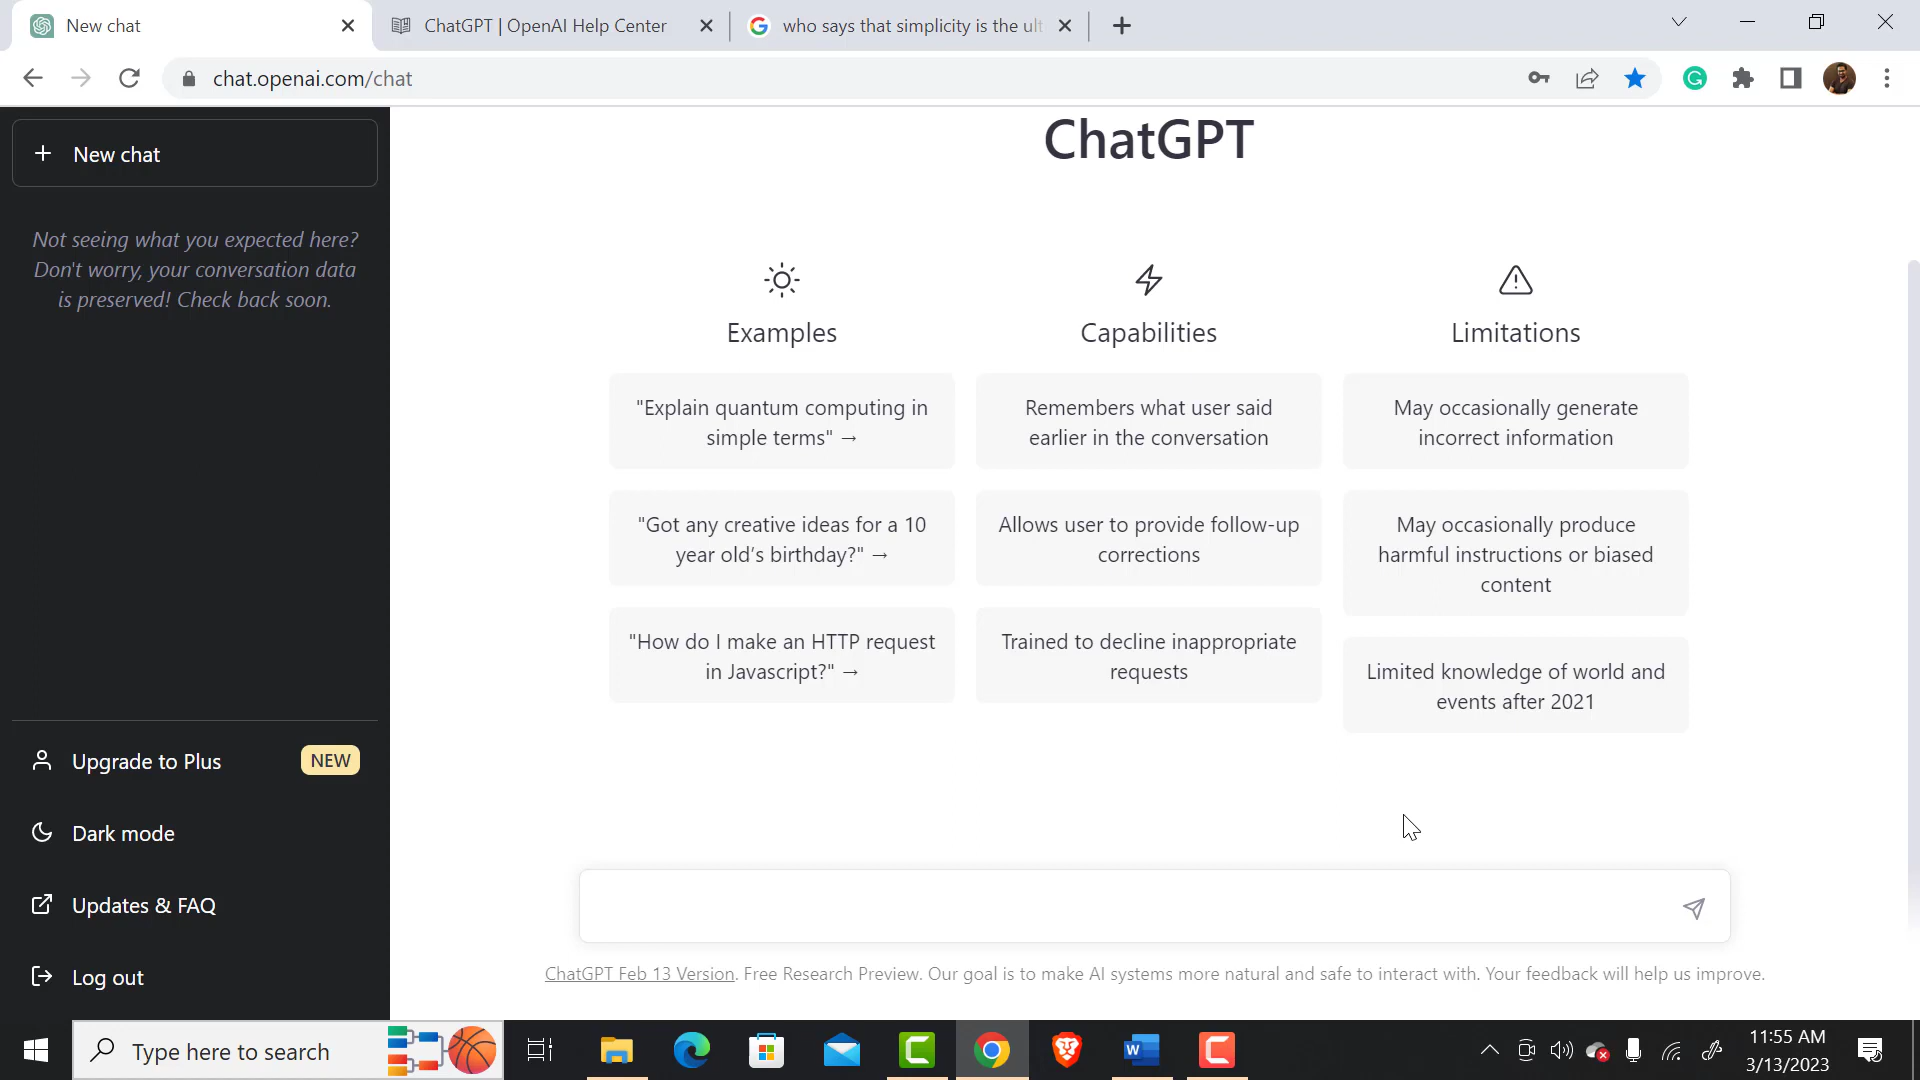 New chat
ChatGPT | OpenAI Help Center
who says that simplicity is the ult
chat.openai.com/chat
New chat
Not seeing what you expected here?
Don't worry, your conversation data
is preserved! Check back soon.
Upgrade to Plus
NEW
Dark mode
Updates & FAQ
Log out
ChatGPT
Examples
"Explain quantum computing in
simple terms" →
"Got any creative ideas for a 10
year old’s birthday?" →
"How do I make an HTTP request
in Javascript?" →
Capabilities
Remembers what user said
earlier in the conversation
Allows user to provide follow-up
corrections
Trained to decline inappropriate
requests
Limitations
May occasionally generate
incorrect information
May occasionally produce
harmful instructions or biased
content
Limited knowledge of world and
events after 2021
ChatGPT Feb 13 Version. Free Research Preview. Our goal is to make AI systems more natural and safe to interact with. Your feedback will help us improve.
Type here to search
11:55 AM
3/13/2023